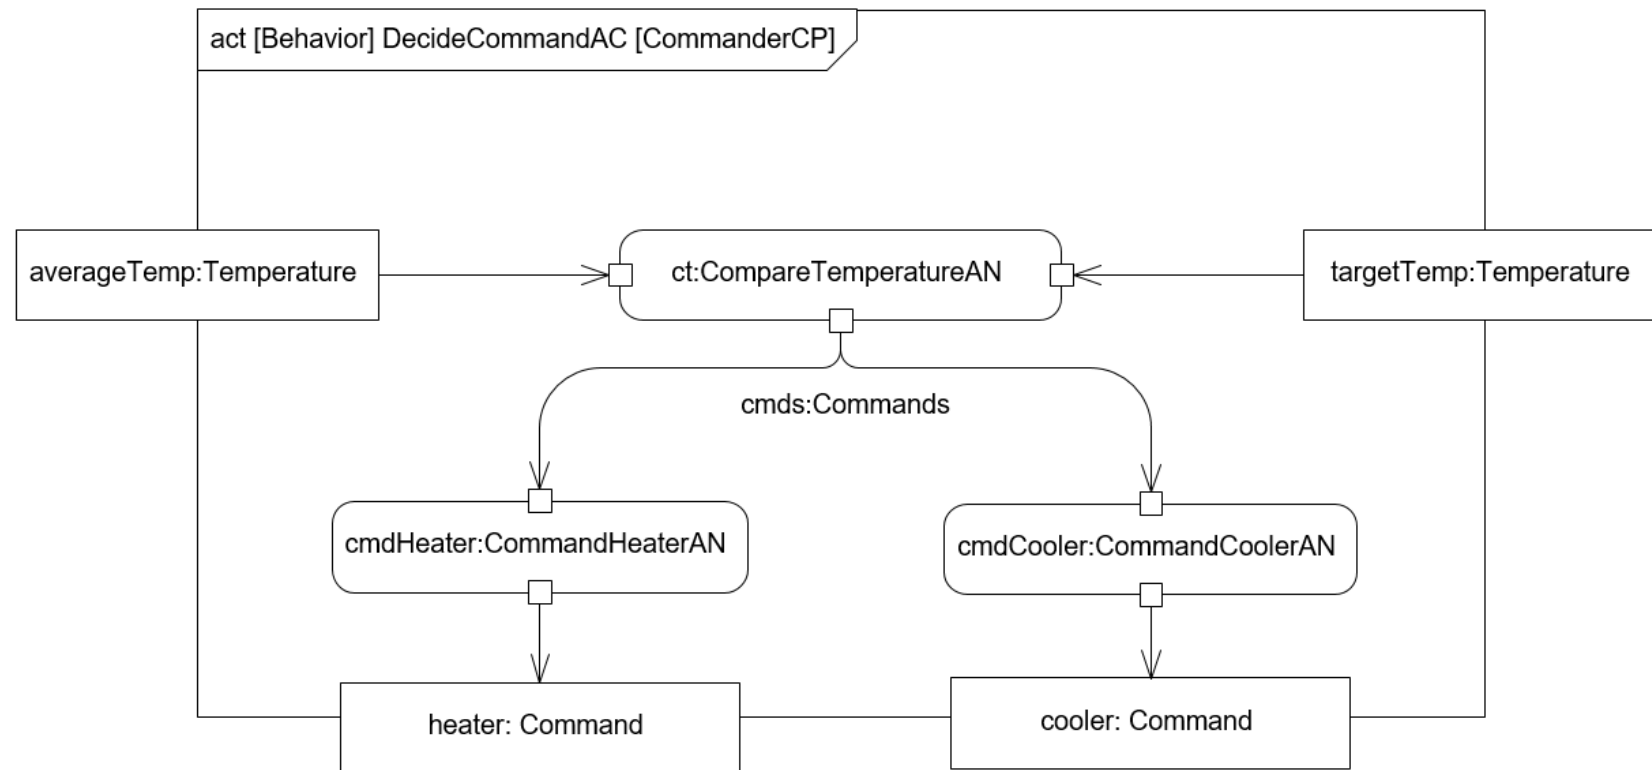 act [Behavior] DecideCommandAC [CommanderCP]
averageTemp:Temperature
ct:CompareTemperatureAN
targetTemp:Temperature
cmds:Commands
cmdHeater:CommandHeaterAN
cmdCooler:CommandCoolerAN
heater: Command
cooler: Command